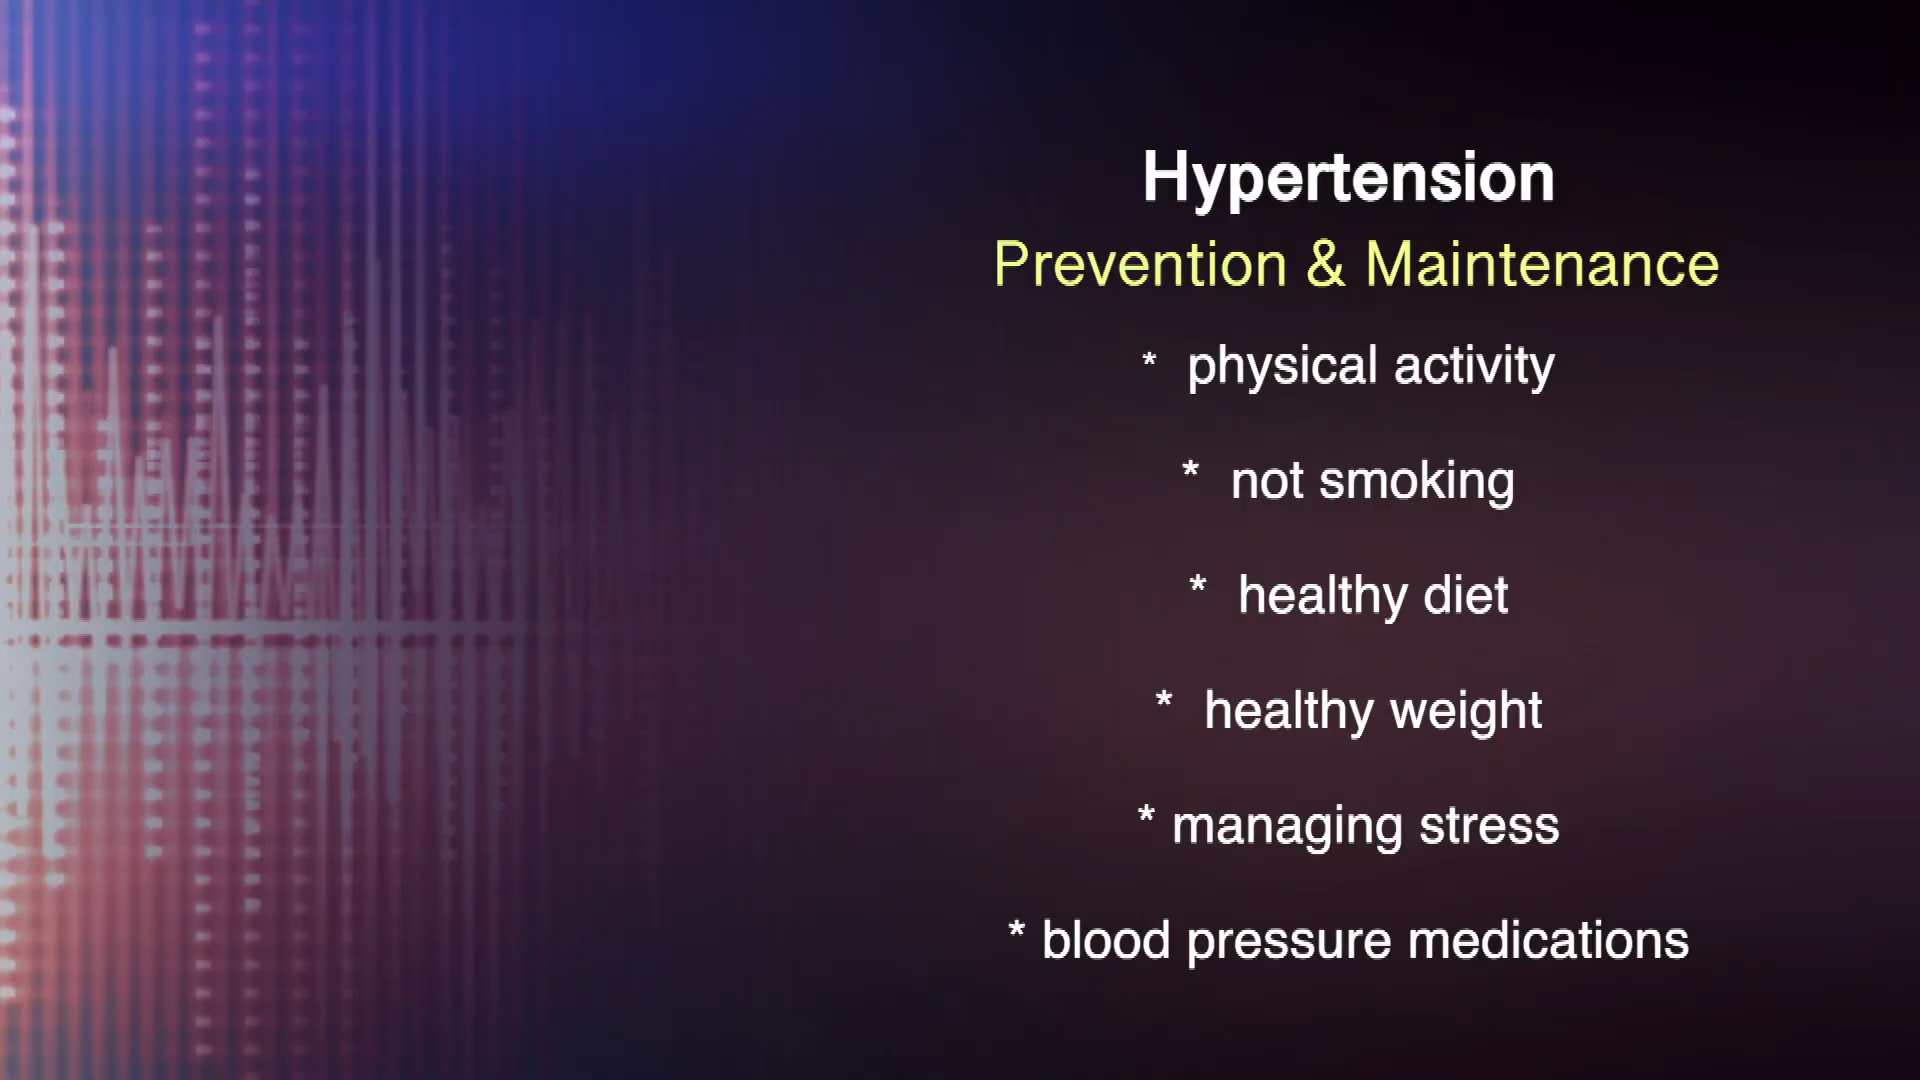 Hypertension
Prevention & Maintenance
* physical activity
* not smoking
* healthy diet
* healthy weight
* managing stress
* blood pressure medications